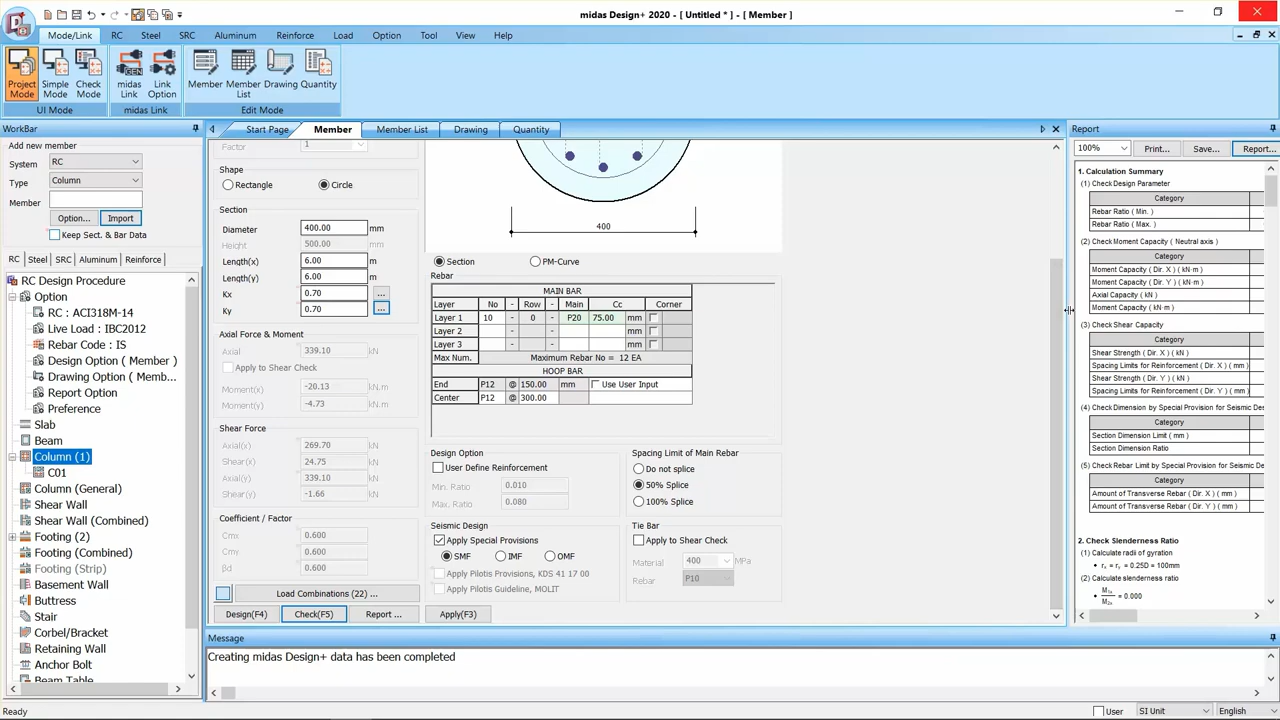 midas Design+ 2020 - [ Untitled * ] - [ Member ]
Mode/Link RC Steel SRC Aluminum Reinforce Load Option Tool View Help
Project Mode Simple Mode Check Mode midas Link Link Option Member Member List Drawing Quantity
UI Mode midas Link Edit Mode
WorkBar
Add new member
System RC
Type Column
Member
Option... Import
Keep Sect. & Bar Data
RC Steel SRC Aluminum Reinforce
RC Design Procedure
Option
RC : ACI318M-14
Live Load : IBC2012
Rebar Code : IS
Design Option ( Member )
Drawing Option ( Memb...
Report Option
Preference
Slab
Beam
Column (1)
C01
Column (General)
Shear Wall
Shear Wall (Combined)
Footing (2)
Footing (Combined)
Footing (Strip)
Basement Wall
Buttress
Stair
Corbel/Bracket
Retaining Wall
Anchor Bolt
Beam Table
Start Page Member Member List Drawing Quantity
Factor 1
Shape
Rectangle Circle
Section
Diameter 400.00 mm
Height 500.00 mm
Length(x) 6.00 m
Length(y) 6.00 m
Kx 0.70 ...
Ky 0.70 ...
Axial Force & Moment
Axial 339.10 kN
Apply to Shear Check
Moment(x) -20.13 kN.m
Moment(y) -4.73 kN.m
Shear Force
Axial(x) 269.70 kN
Shear(x) 24.75 kN
Axial(y) 339.10 kN
Shear(y) -1.66 kN
Coefficient / Factor
Cmx 0.600
Cmy 0.600
βd 0.600
Load Combinations (22) ...
Design(F4) Check(F5) Report ... Apply(F3)
400
Section PM-Curve
Rebar
MAIN BAR
Layer No - Row - Main Cc Corner
Layer 1 10 - 0 - P20 75.00 mm
Layer 2 - - mm
Layer 3 - - mm
Max Num. Maximum Rebar No = 12 EA
HOOP BAR
End P12 @ 150.00 mm Use User Input
Center P12 @ 300.00
Design Option
User Define Reinforcement
Min. Ratio 0.010
Max. Ratio 0.080
Spacing Limit of Main Rebar
Do not splice
50% Splice
100% Splice
Seismic Design
Apply Special Provisions
SMF IMF OMF
Apply Pilotis Provisions, KDS 41 17 00
Apply Pilotis Guideline, MOLIT
Tie Bar
Apply to Shear Check
Material 400 MPa
Rebar P10
Report
100% Print... Save... Report...
1. Calculation Summary
(1) Check Design Parameter
Category
Rebar Ratio ( Min. )
Rebar Ratio ( Max. )
(2) Check Moment Capacity ( Neutral axis )
Category
Moment Capacity ( Dir. X ) ( kN·m )
Moment Capacity ( Dir. Y ) ( kN·m )
Axial Capacity ( kN )
Moment Capacity ( kN·m )
(3) Check Shear Capacity
Category
Shear Strength ( Dir. X ) ( kN )
Spacing Limits for Reinforcement ( Dir. X ) ( mm )
Shear Strength ( Dir. Y ) ( kN )
Spacing Limits for Reinforcement ( Dir. Y ) ( mm )
(4) Check Dimension by Special Provision for Seismic De
Category
Section Dimension Limit ( mm )
Section Dimension Ratio
(5) Check Rebar Limit by Special Provision for Seismic De
Category
Amount of Transverse Rebar ( Dir. X ) ( mm )
Amount of Transverse Rebar ( Dir. Y ) ( mm )
2. Check Slenderness Ratio
(1) Calculate radii of gyration
• rx = ry = 0.25D = 100mm
(2) Calculate slenderness ratio
• M1x / M2x = 0.000
Message
Creating midas Design+ data has been completed
Ready User SI Unit English